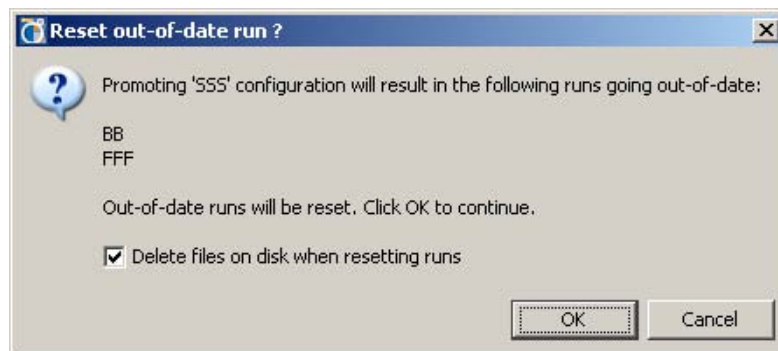 Reset out-of-date run ?
Promoting 'SSS' configuration will result in the following runs going out-of-date:
BB
FFF
Out-of-date runs will be reset. Click OK to continue.
Delete files on disk when resetting runs
OK
Cancel